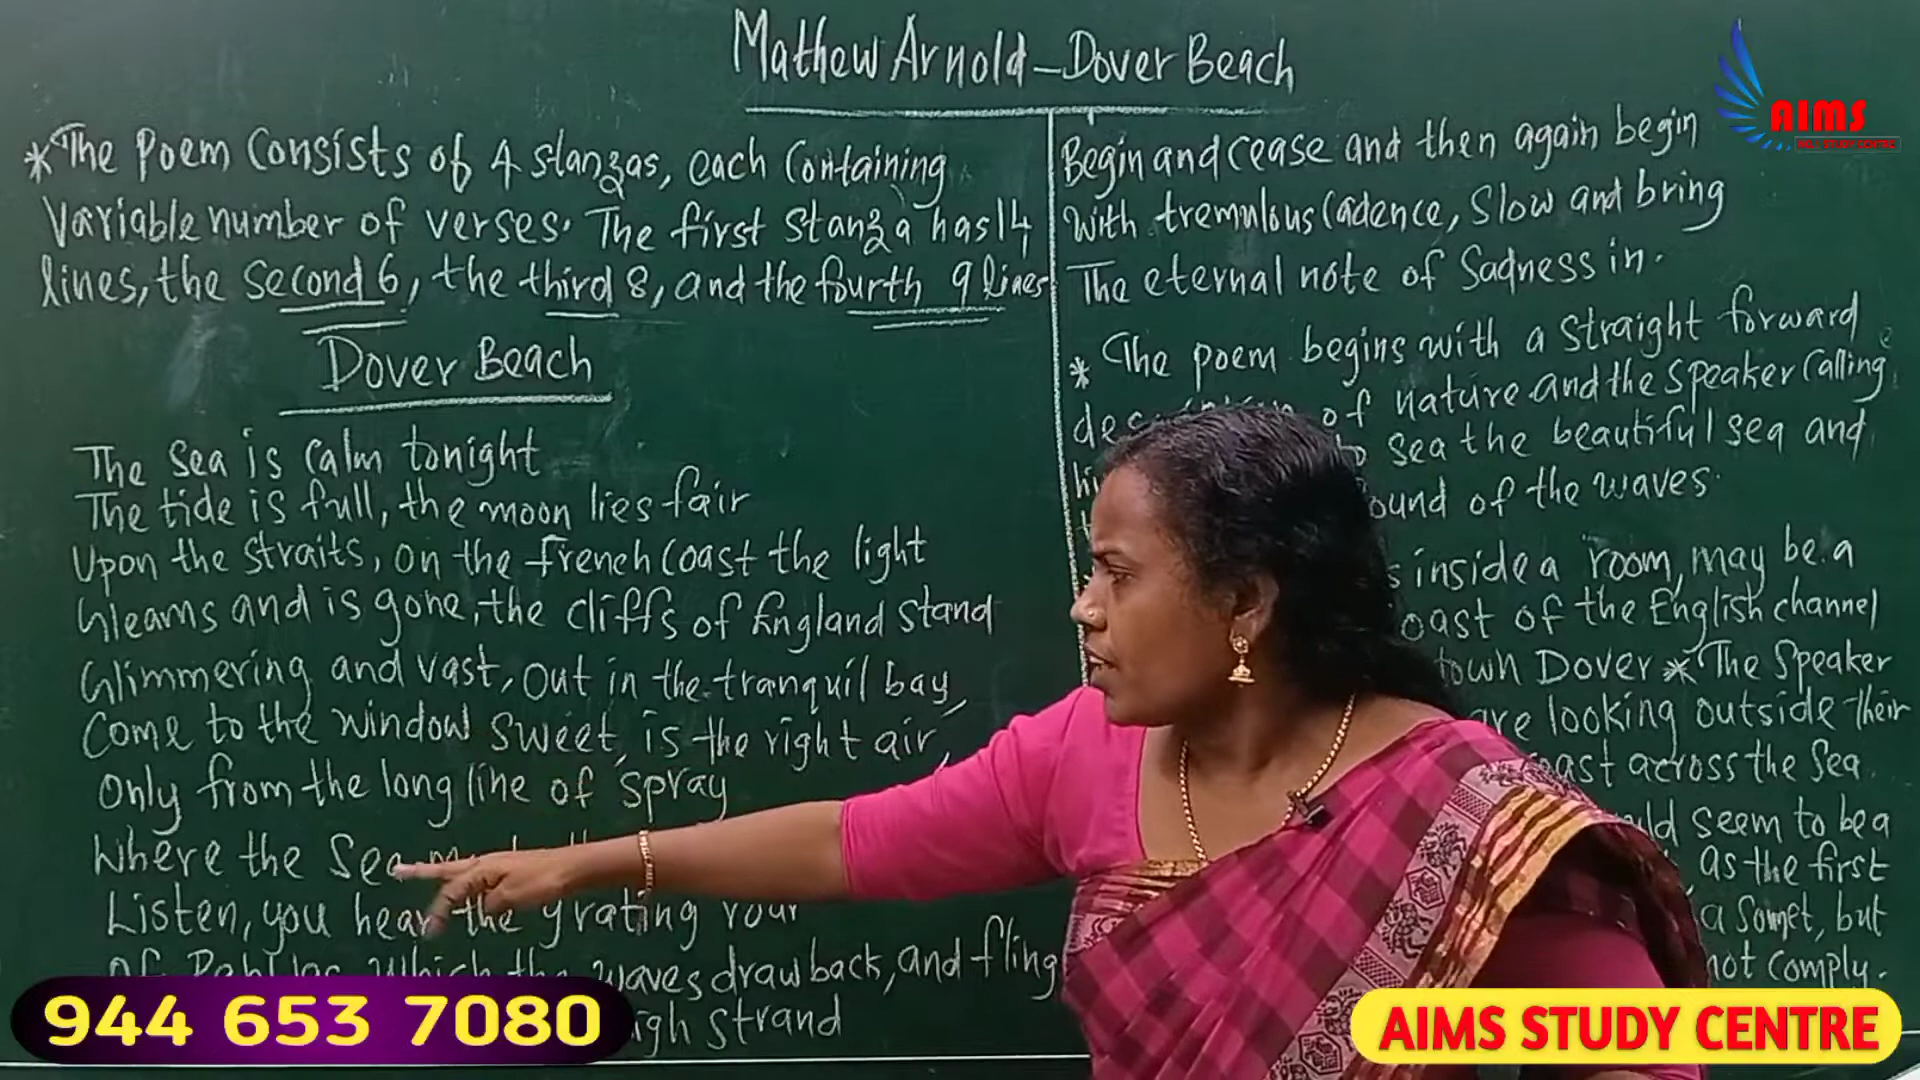 Mathew Arnold - Dover Beach
* The Poem Consists of 4 stanzas, each Containing
Variable number of verses. The first Stanza has 14
lines, the second 6, the third 8, and the fourth 9 lines
Dover Beach
The Sea is Calm tonight
The tide is full, the moon lies fair
Upon the straits, on the French Coast the light
Gleams and is gone, the cliffs of England stand
Glimmering and vast, out in the tranquil bay,
Come to the window sweet, is the right air,
Only from the long line of spray
Where the Sea
Listen, you hear the grating rour
Of which the waves draw back, and fling
high strand
Begin and cease and then again begin
With tremulous Cadence, Slow and bring
The eternal note of Sadness in.
* The poem begins with a Straight forward
of nature and the Speaker Calling
sea the beautiful sea and
of the waves.
inside a room, may be a
of the English channel
town Dover * The Speaker
are looking outside their
across the Sea
seem to be a
as the first
a Sonnet, but
not comply.
AIMS
AIMS STUDY CENTRE
944 653 7080
AIMS STUDY CENTRE